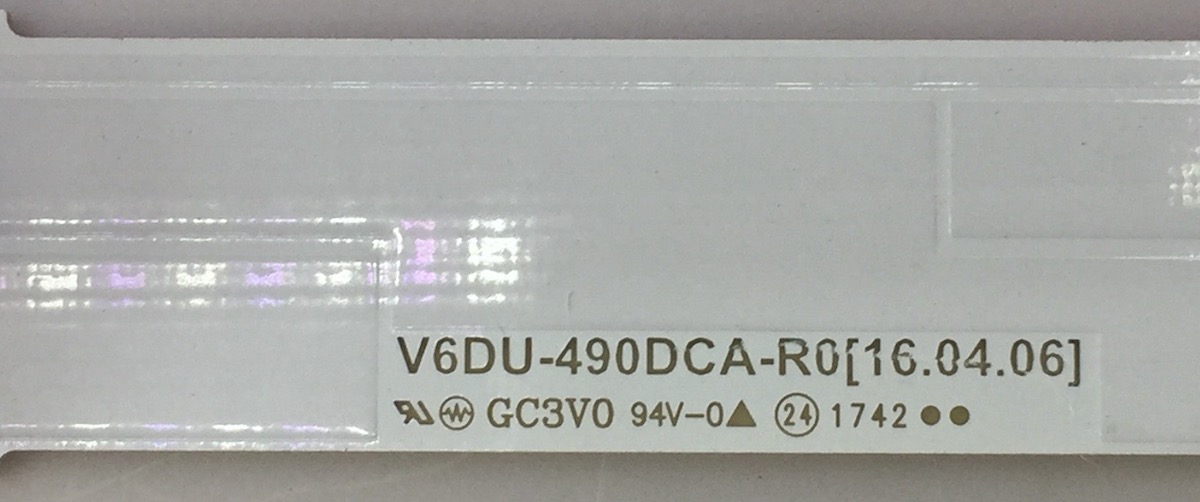 V6DU-490DCA-R0[16.04.06]
GC3V0 94V-0▲ 24 1742 ●●